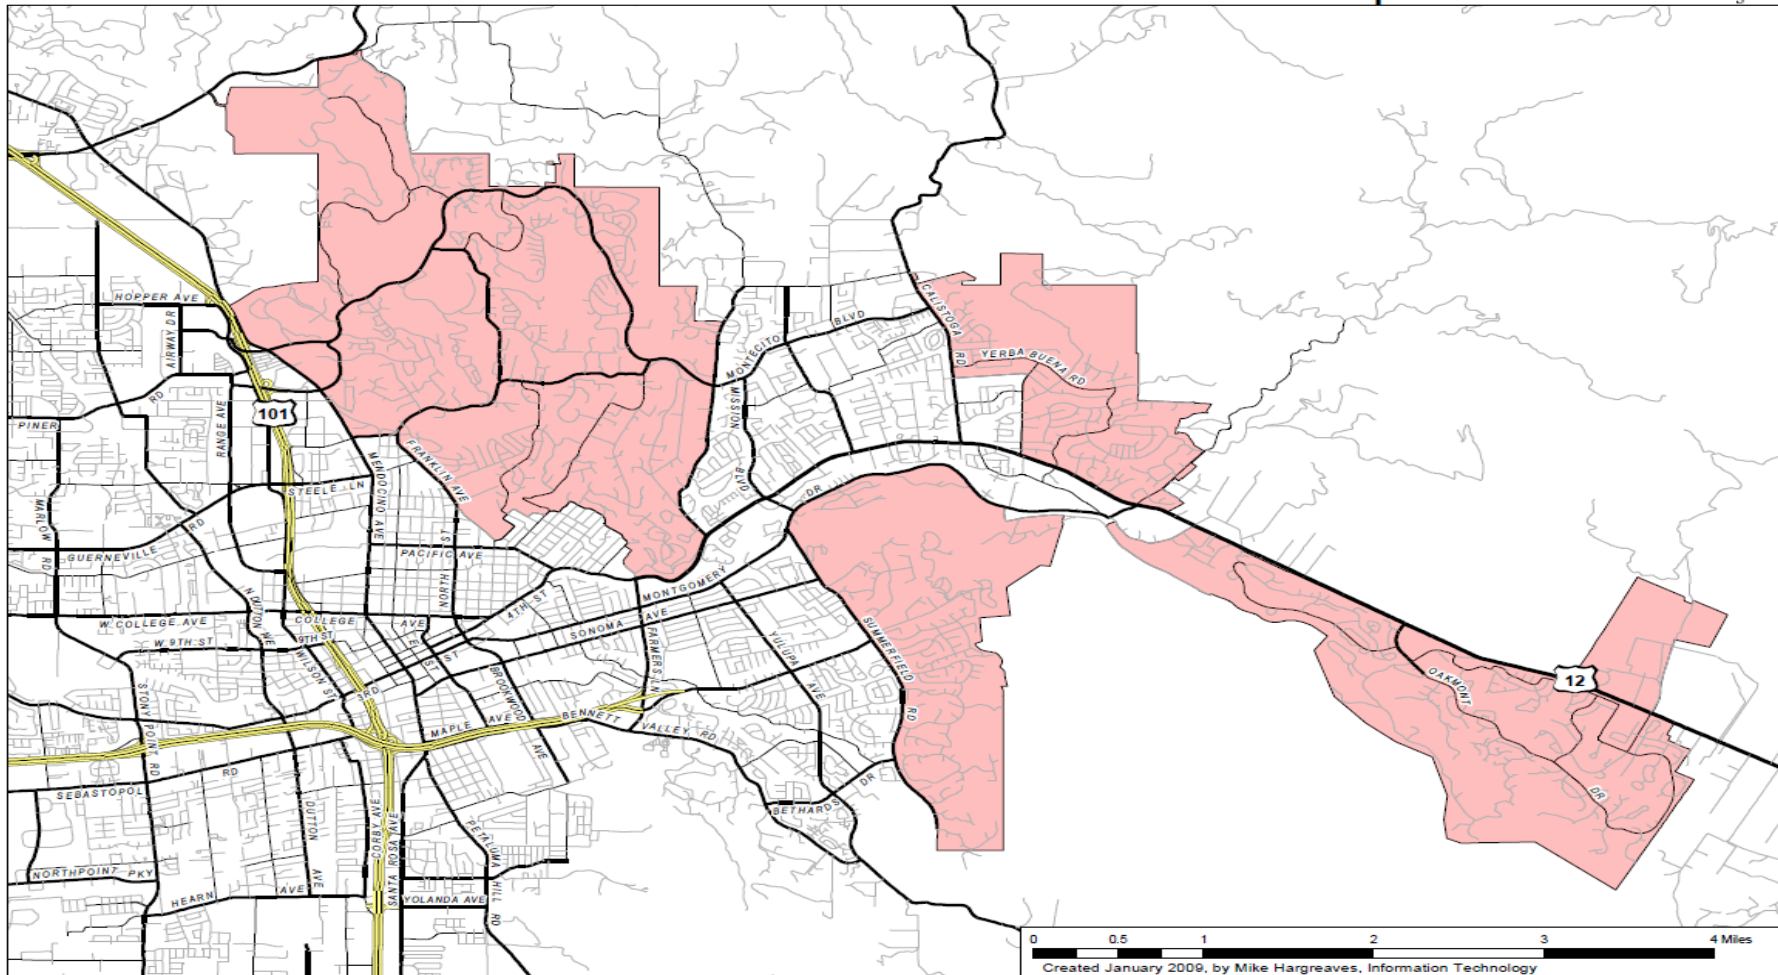 HOPPER AVE
AIRWAY DR
CALISTOGA
RD
MONTECITO
BLVD
YERBA BUENA RD
PINER
RD
RANGE AVE
101
MISSION
BLVD
FRANKLIN AVE
MENDOCINO AVE
STEELE LN
DR
MARLOW
RD
GUERNEVILLE
RD
PACIFIC AVE
NORTH
ST
N DUTTON
AVE
MONTGOMERY
4TH ST
W COLLEGE AVE
COLLEGE
AVE
SONOMA
AVE
W 9TH ST
9TH ST
WILSON ST
E
ST
ST
FARMERS LN
YULUPA
AVE
SUMMERFIELD
RD
BROOKWOOD
AVE
3RD
OAKMONT
DR
12
STONY POINT RD
MAPLE
AVE
BENNETT
VALLEY RD
SEBASTOPOL
RD
DUTTON
AVE
CORBY AVE
SANTA ROSA AVE
PETALUMA
HILL
RD
BETHARDS
DR
NORTHPOINT PKY
HEARN
AVE
YOLANDA AVE
0 0.5 1 2 3 4 Miles
Created January 2009, by Mike Hargreaves, Information Technology